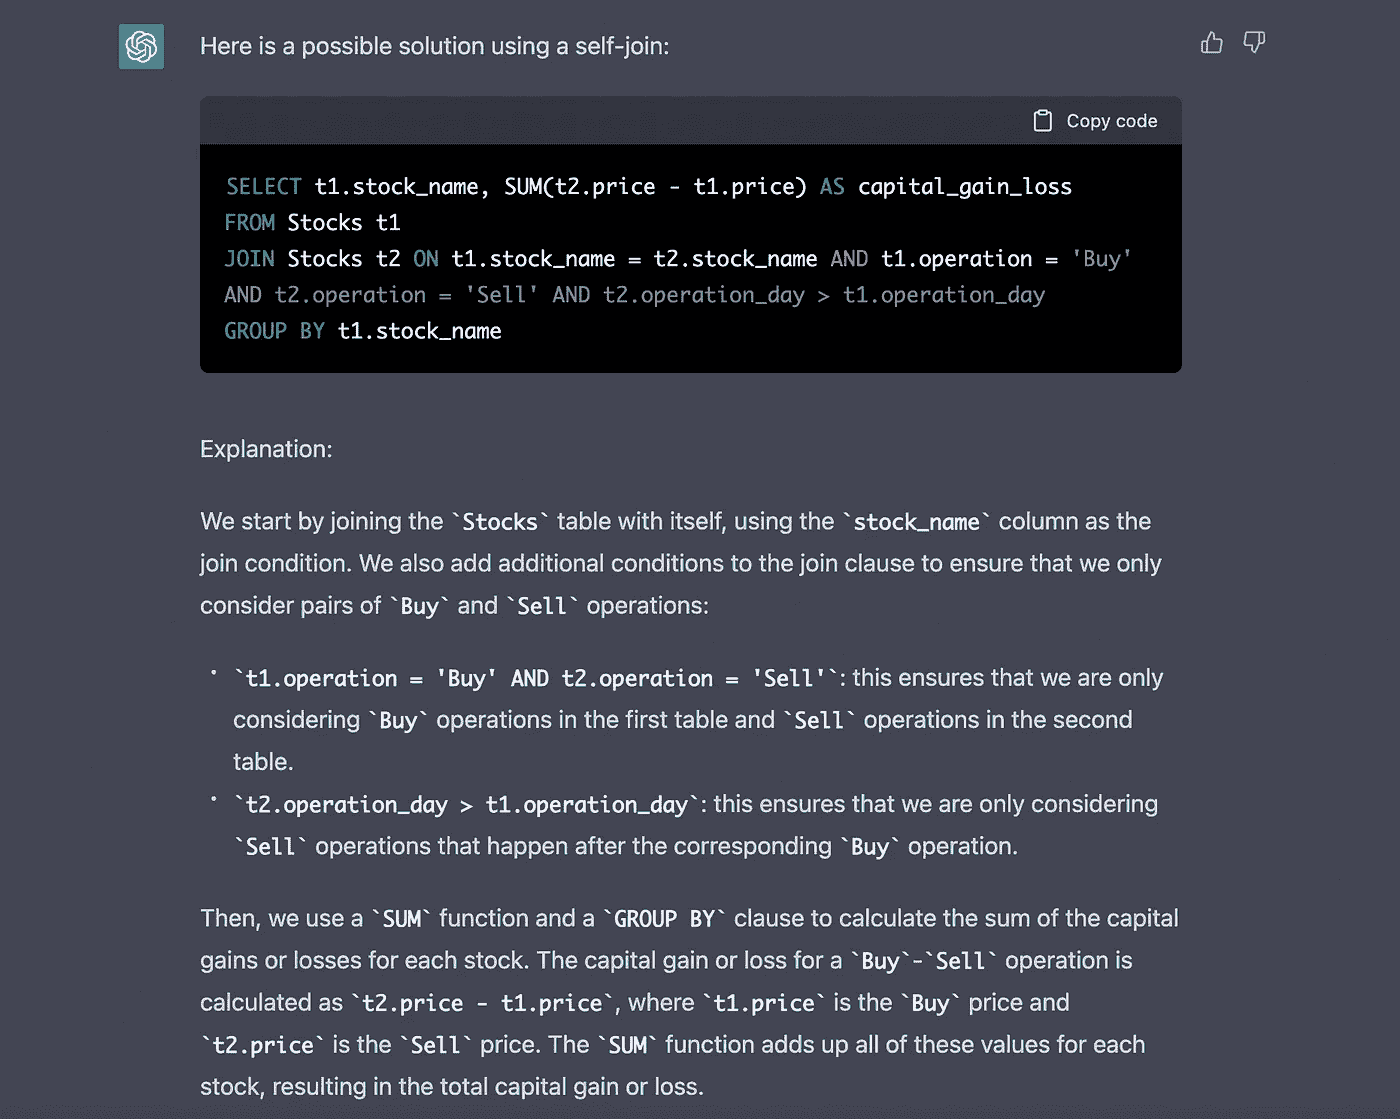 Here is a possible solution using a self-join:
Copy code
SELECT t1.stock_name, SUM(t2.price - t1.price) AS capital_gain_loss
FROM Stocks t1
JOIN Stocks t2 ON t1.stock_name = t2.stock_name AND t1.operation = 'Buy'
AND t2.operation = 'Sell' AND t2.operation_day > t1.operation_day
GROUP BY t1.stock_name
Explanation:
We start by joining the `Stocks` table with itself, using the `stock_name` column as the
join condition. We also add additional conditions to the join clause to ensure that we only
consider pairs of `Buy` and `Sell` operations:
• `t1.operation = 'Buy' AND t2.operation = 'Sell'`: this ensures that we are only
considering `Buy` operations in the first table and `Sell` operations in the second
table.
• `t2.operation_day > t1.operation_day`: this ensures that we are only considering
`Sell` operations that happen after the corresponding `Buy` operation.
Then, we use a `SUM` function and a `GROUP BY` clause to calculate the sum of the capital
gains or losses for each stock. The capital gain or loss for a `Buy`-`Sell` operation is
calculated as `t2.price - t1.price`, where `t1.price` is the `Buy` price and
`t2.price` is the `Sell` price. The `SUM` function adds up all of these values for each
stock, resulting in the total capital gain or loss.